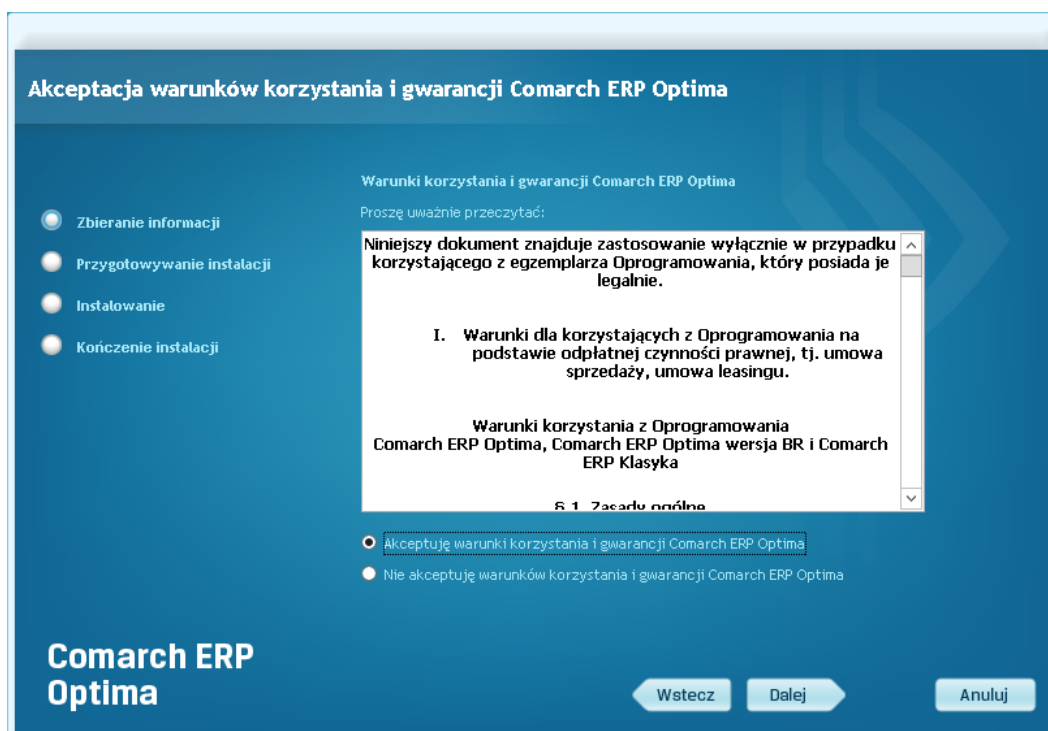 Akceptacja warunków korzystania i gwarancji Comarch ERP Optima
Zbieranie informacji
Przygotowywanie instalacji
Instalowanie
Kończenie instalacji
Warunki korzystania i gwarancji Comarch ERP Optima
Proszę uważnie przeczytać:
Niniejszy dokument znajduje zastosowanie wyłącznie w przypadku
korzystającego z egzemplarza Oprogramowania, który posiada je
legalnie.
I. Warunki dla korzystających z Oprogramowania na
podstawie odpłatnej czynności prawnej, tj. umowa
sprzedaży, umowa leasingu.
Warunki korzystania z Oprogramowania
Comarch ERP Optima, Comarch ERP Optima wersja BR i Comarch
ERP Klasyka
§ 1. Zasady ogólne
Akceptuję warunki korzystania i gwarancji Comarch ERP Optima
Nie akceptuję warunków korzystania i gwarancji Comarch ERP Optima
Comarch ERP
Optima
Wstecz
Dalej
Anuluj